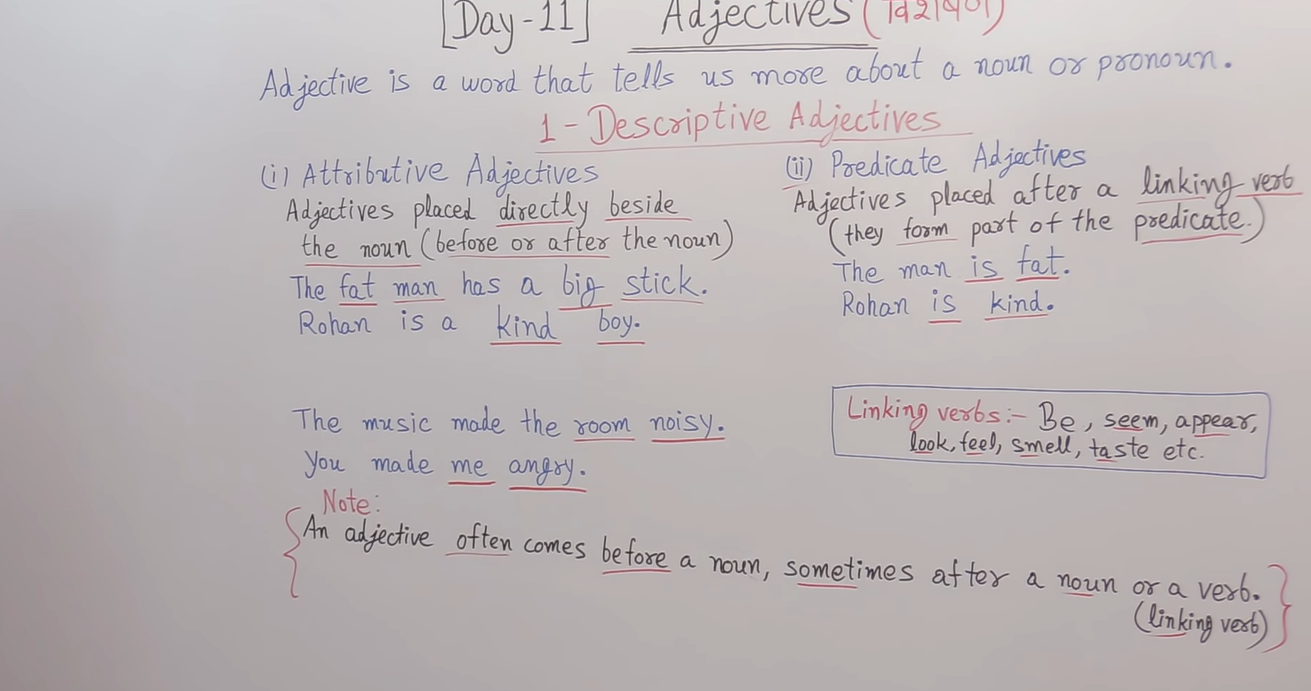 [Day-11] Adjectives (विशेषण)
Adjective is a word that tells us more about a noun or pronoun.
1 - Descriptive Adjectives
(i) Attributive Adjectives
Adjectives placed directly beside
the noun (before or after the noun)
The fat man has a big stick.
Rohan is a kind boy.
(ii) Predicate Adjectives
Adjectives placed after a linking verb
(they form part of the predicate.)
The man is fat.
Rohan is kind.
The music made the room noisy.
You made me angry.
Linking verbs:- Be, seem, appear,
look, feel, smell, taste etc.
Note:
An adjective often comes before a noun, sometimes after a noun or a verb.
(linking verb)